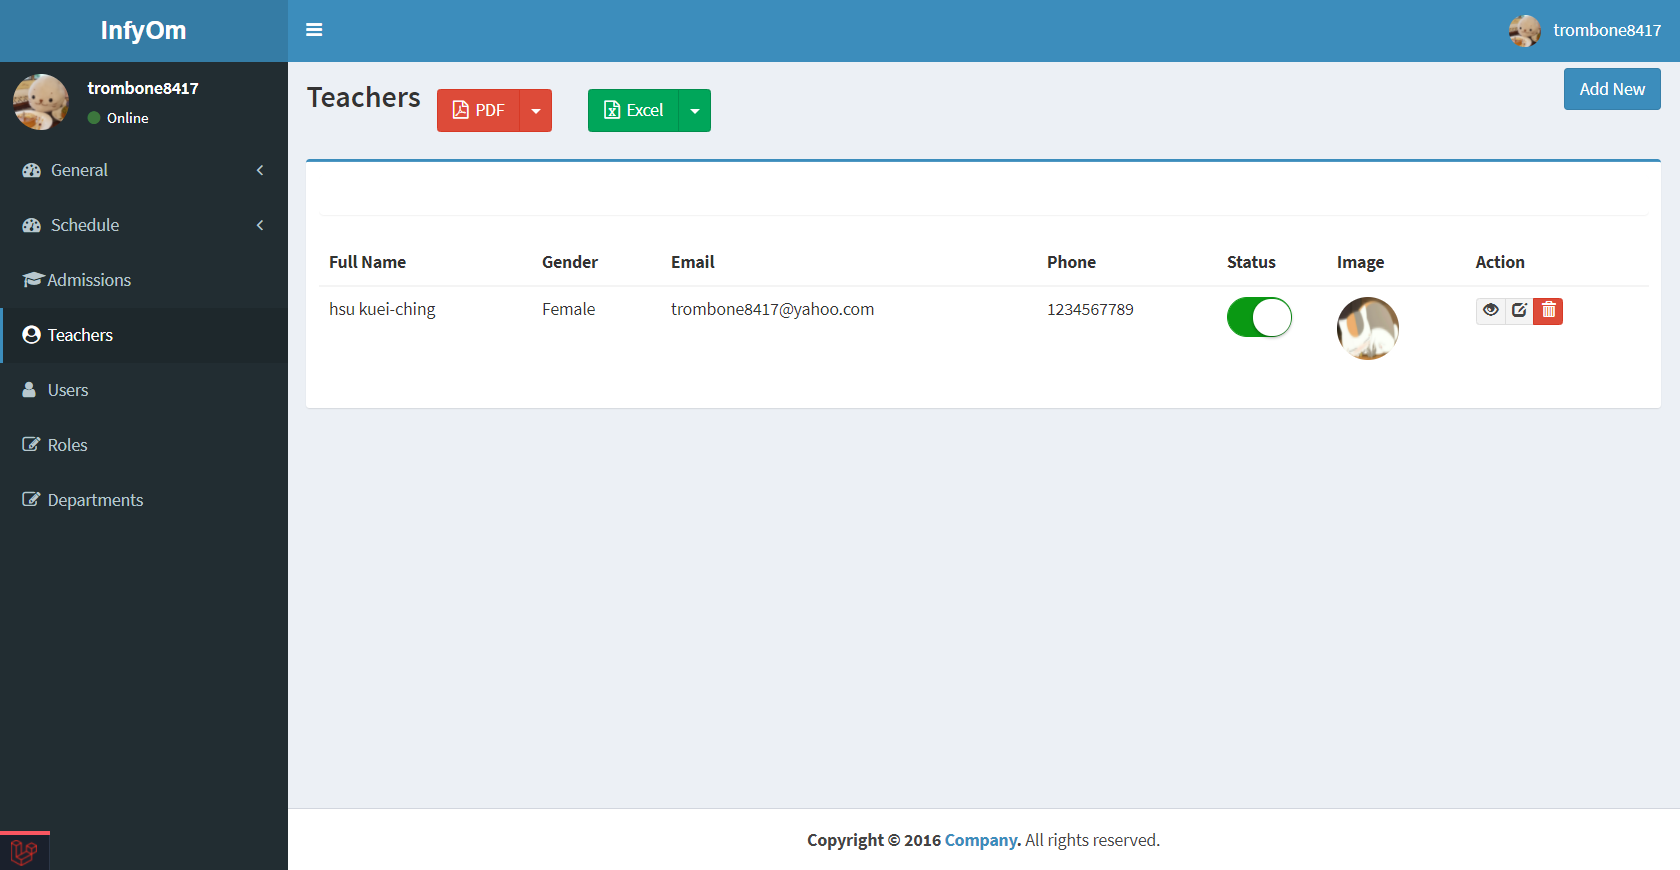 InfyOm
trombone8417
trombone8417
Online
General
Schedule
Admissions
Teachers
Users
Roles
Departments
Teachers
PDF
Excel
Add New
Full Name Gender Email Phone Status Image Action
hsu kuei-ching Female trombone8417@yahoo.com 1234567789
Copyright © 2016 Company. All rights reserved.